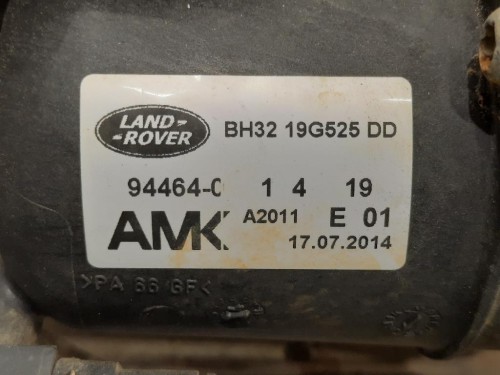 LAND-
-ROVER
BH32 19G525 DD
94464-0 1 4 19
AMK A2011 E 01
17.07.2014
>PA 66 GF<